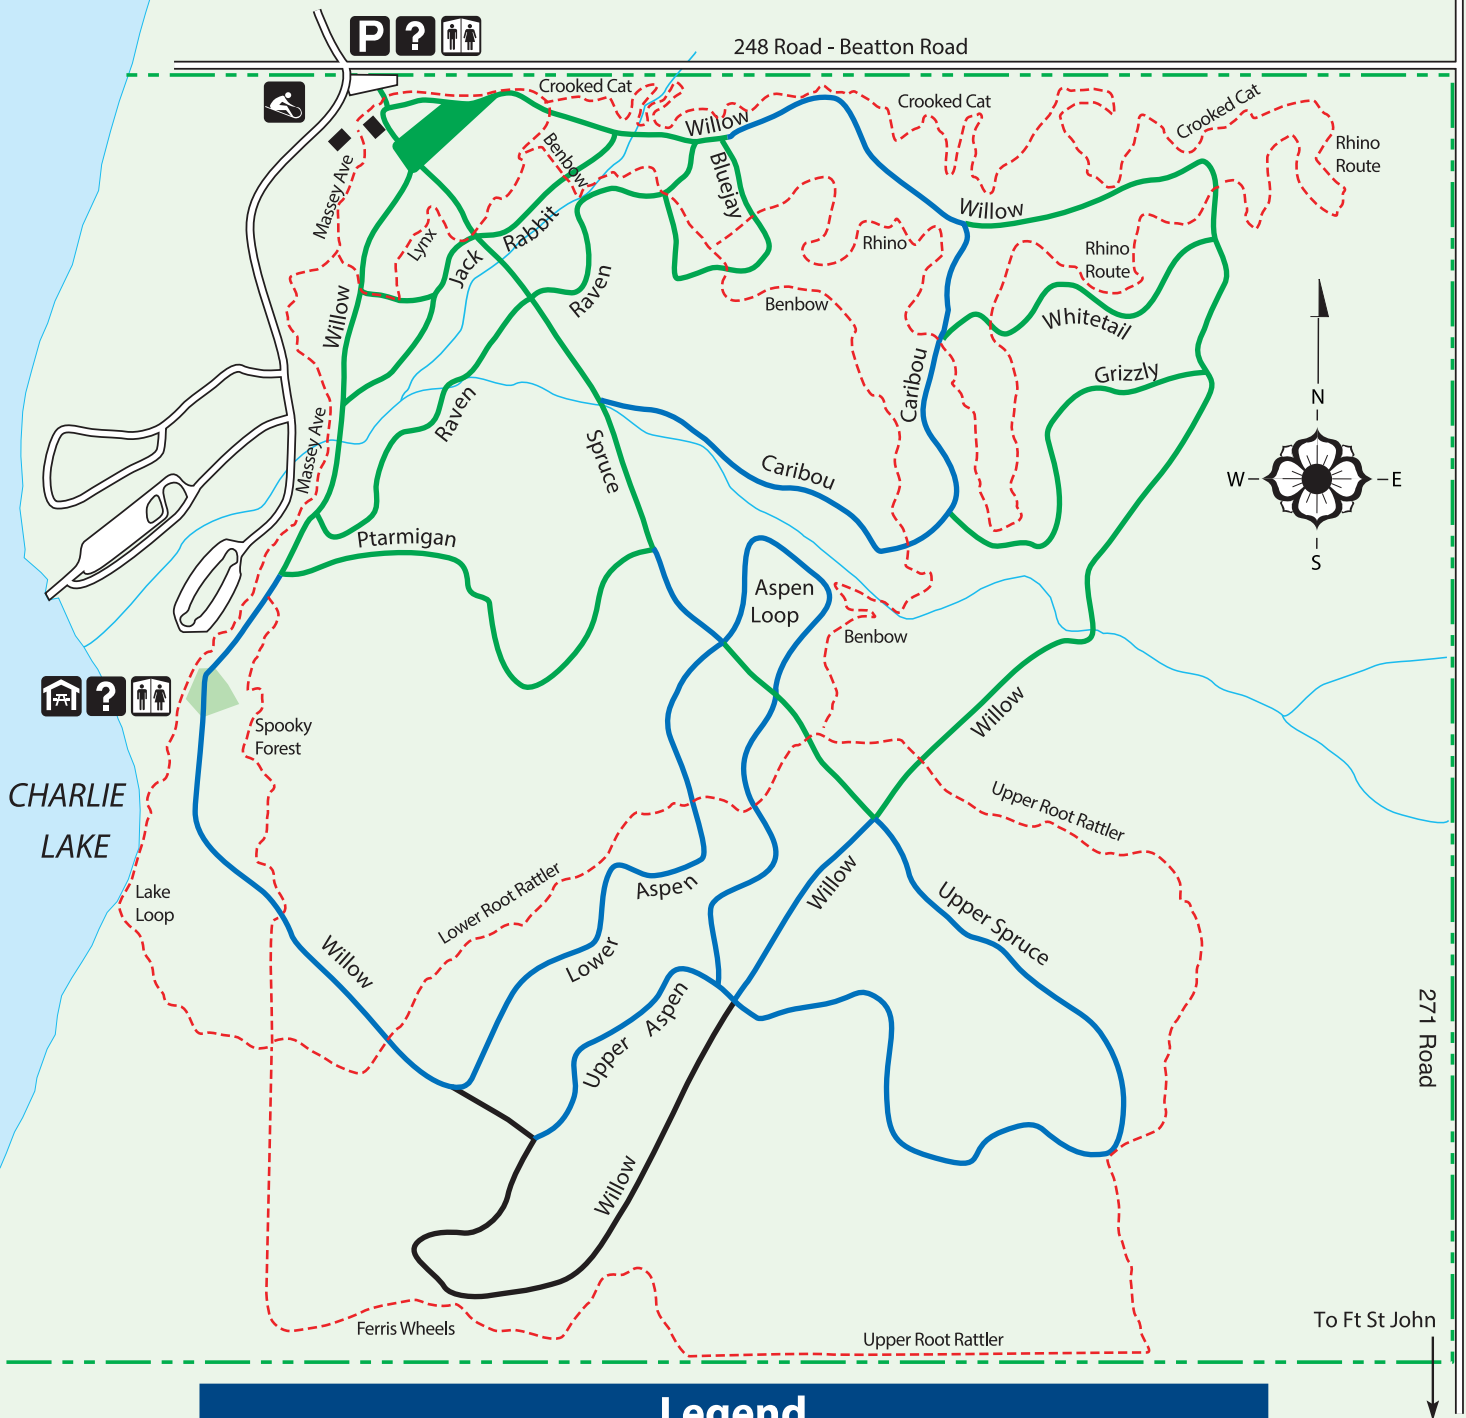 P
?
248 Road - Beatton Road
Crooked Cat
Crooked Cat
Crooked Cat
Rhino
Route
Willow
Benbow
Bluejay
Massey Ave
Lynx
Jack
Rabbit
Willow
Rhino
Rhino
Route
Raven
Willow
Benbow
Whitetail
Caribou
Grizzly
Raven
Massey Ave
Spruce
Caribou
N
W
E
S
Ptarmigan
Aspen
Loop
Benbow
?
Spooky
Forest
Willow
CHARLIE
LAKE
Upper Root Rattler
Lake
Loop
Lower Root Rattler
Aspen
Lower
Willow
Upper Spruce
Willow
Upper
Aspen
271 Road
Willow
Ferris Wheels
Upper Root Rattler
To Ft St John
Legend